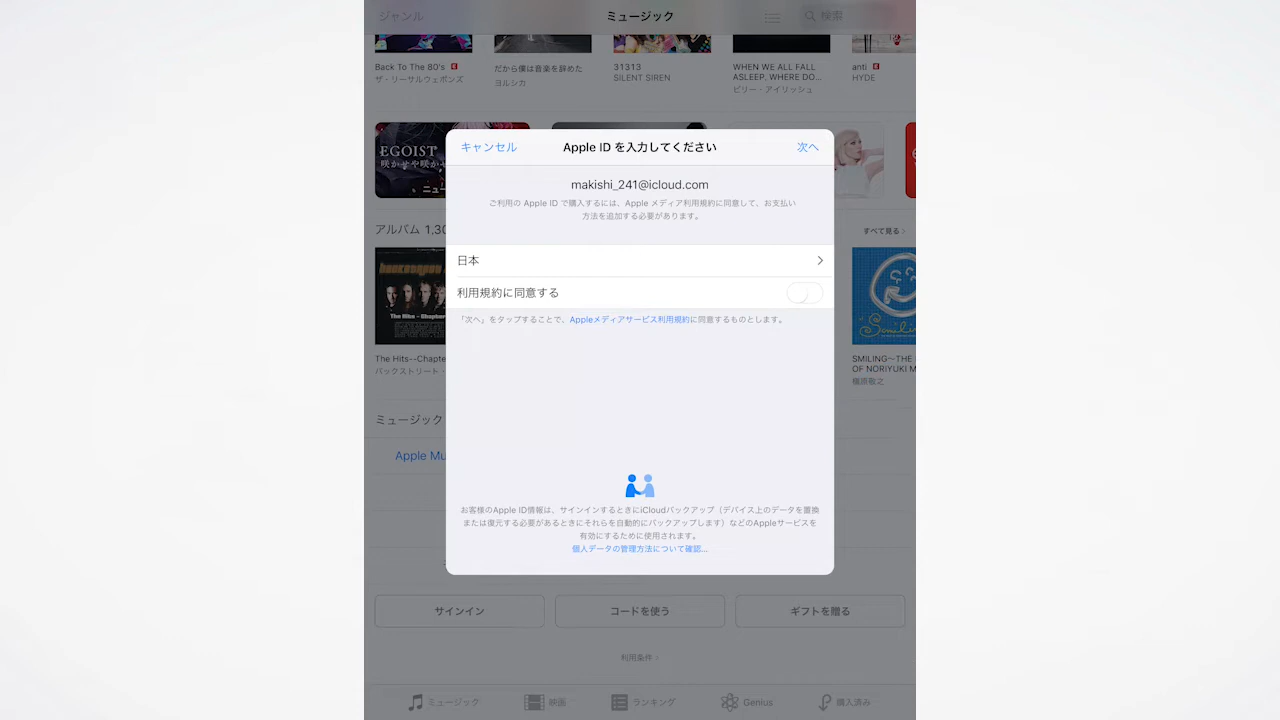 ジャンル
ミュージック
検索
Back To The 80's
ザ・リーサルウェポンズ
だから僕は音楽を辞めた
ヨルシカ
31313
SILENT SIREN
WHEN WE ALL FALL
ASLEEP, WHERE DO...
ビリー・アイリッシュ
anti
HYDE
EGOIST
咲かせや咲か
ニュー
キャンセル
Apple ID を入力してください
次へ
makishi_241@icloud.com
ご利用の Apple ID で購入するには、Apple メディア利用規約に同意して、お支払い
方法を追加する必要があります。
アルバム 1,30
すべて見る
日本
利用規約に同意する
「次へ」をタップすることで、Appleメディアサービス利用規約に同意するものとします。
backstreet boys
The Hits – Chapter
Smiling
The Hits--Chapte
バックストリート・
SMILING〜THE
OF NORIYUKI M
槇原敬之
ミュージック
Apple Mu
お客様のApple ID情報は、サインインするときにiCloudバックアップ（デバイス上のデータを置換
または復元する必要があるときにそれらを自動的にバックアップします）などのAppleサービスを
有効にするために使用されます。
個人データの管理方法について確認...
サインイン
コードを使う
ギフトを贈る
利用条件
ミュージック
映画
ランキング
Genius
購入済み